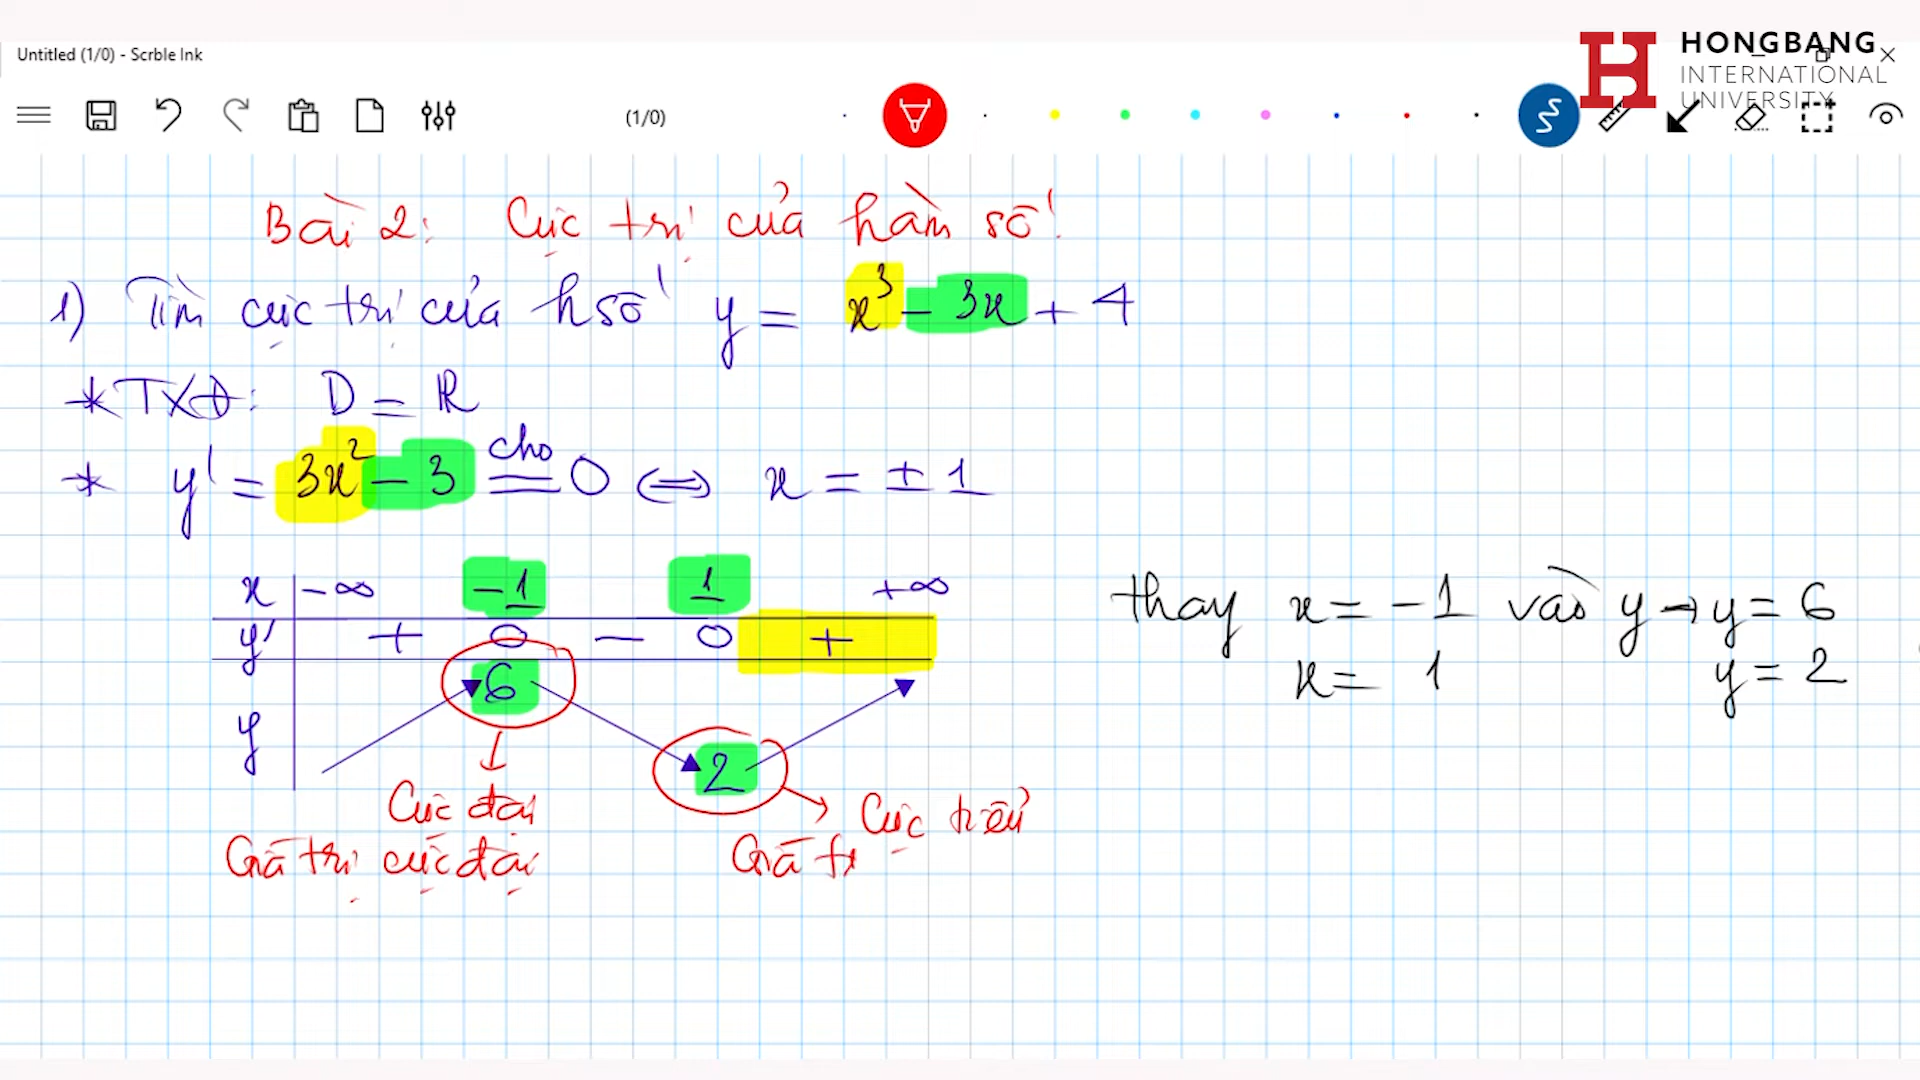 Untitled (1/0) - Scrble Ink
HONGBANG
INTERNATIONAL
UNIVERSITY
(1/0)
Bài 2: Cực trị của hàm số
1) Tìm cực trị của hsố y = x³ - 3x + 4
* TXĐ: D = ℝ
* y' = 3x² - 3 cho = 0 ⇔ x = ± 1
x -∞ -1 1 +∞
y' + 0 - 0 +
y 6 2
thay x = -1 vào y → y = 6
x = 1 y = 2
Cực đại
Cực tiểu
Giá trị cực đại
Giá tr